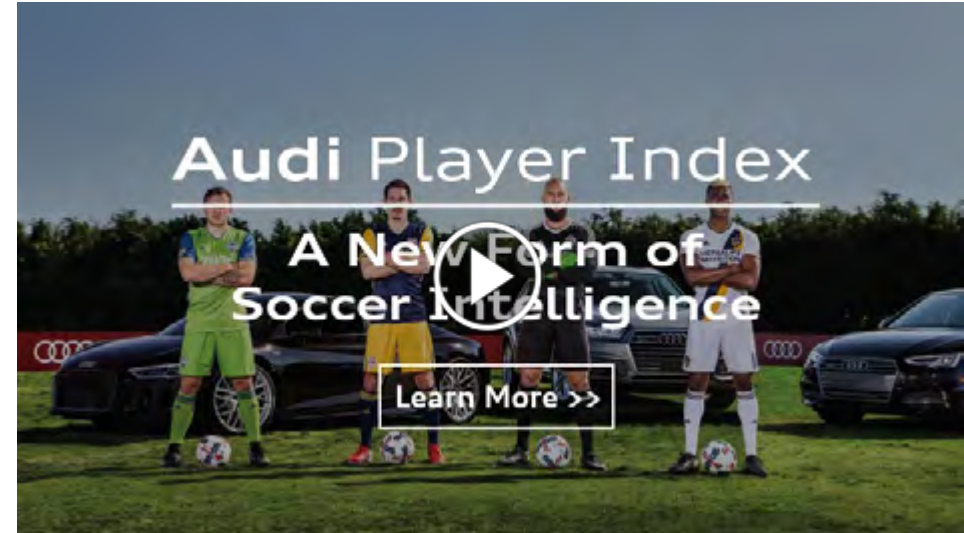 Audi Player Index
A New Form of
Soccer Intelligence
Learn More >>